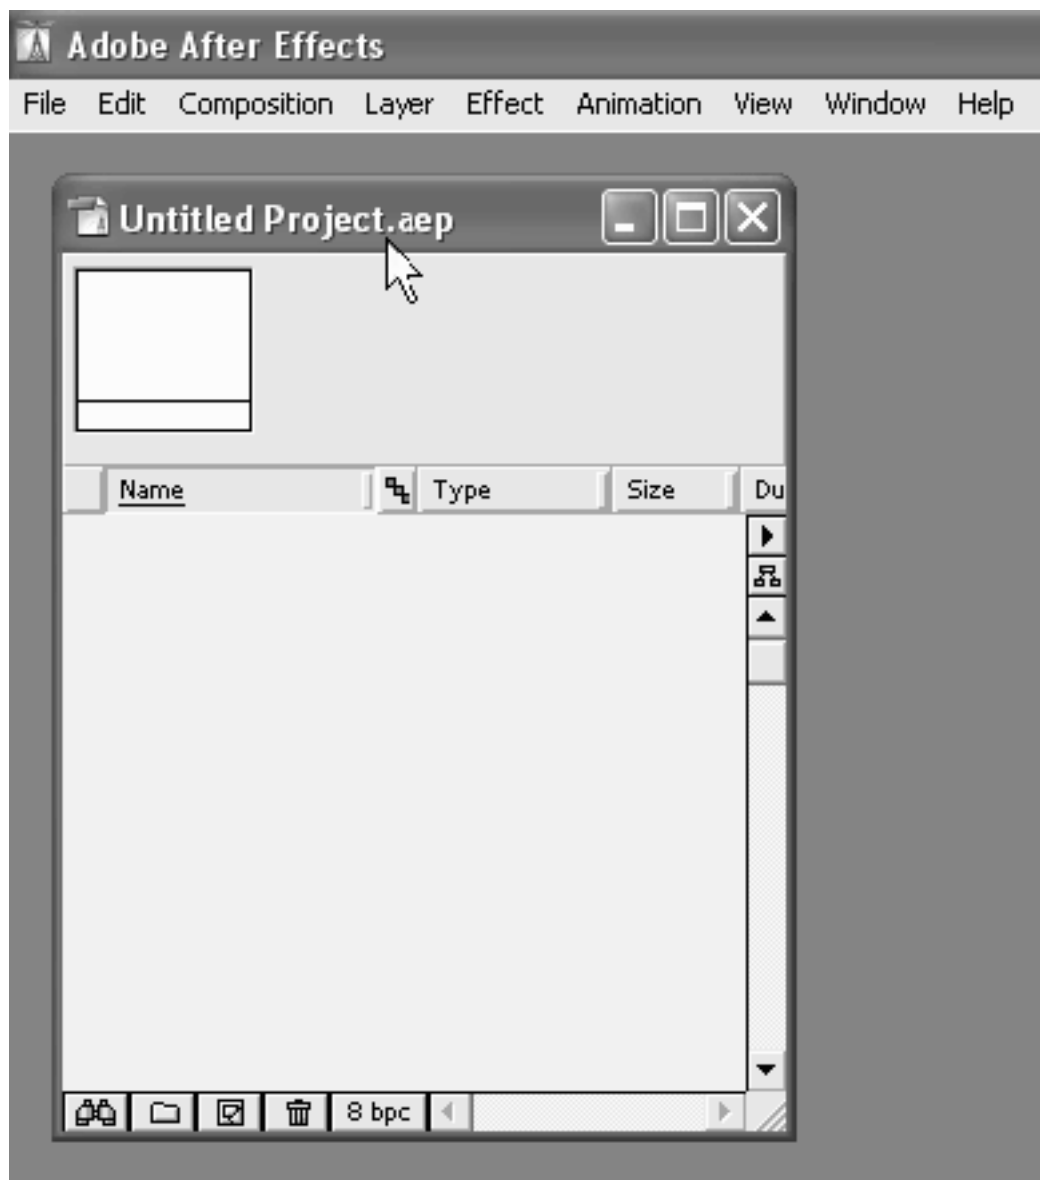 Adobe After Effects
File Edit Composition Layer Effect Animation View Window Help
Untitled Project.aep
Name Type Size Du
8 bpc